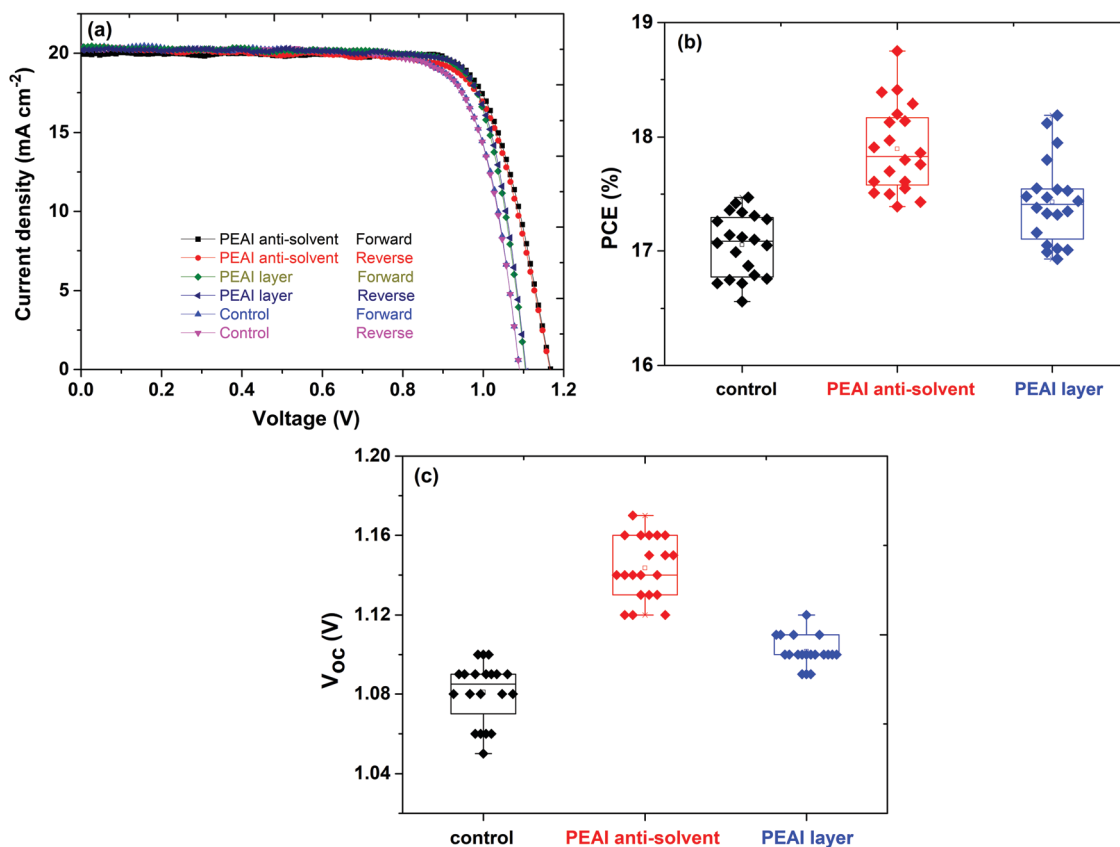 (a)
Current density (mA cm⁻²)
20
15
10
5
0
PEAI anti-solvent Forward
PEAI anti-solvent Reverse
PEAI layer Forward
PEAI layer Reverse
Control Forward
Control Reverse
0.0 0.2 0.4 0.6 0.8 1.0 1.2
Voltage (V)
(b)
PCE (%)
19
18
17
16
control PEAI anti-solvent PEAI layer
(c)
Voc (V)
1.20
1.16
1.12
1.08
1.04
control PEAI anti-solvent PEAI layer